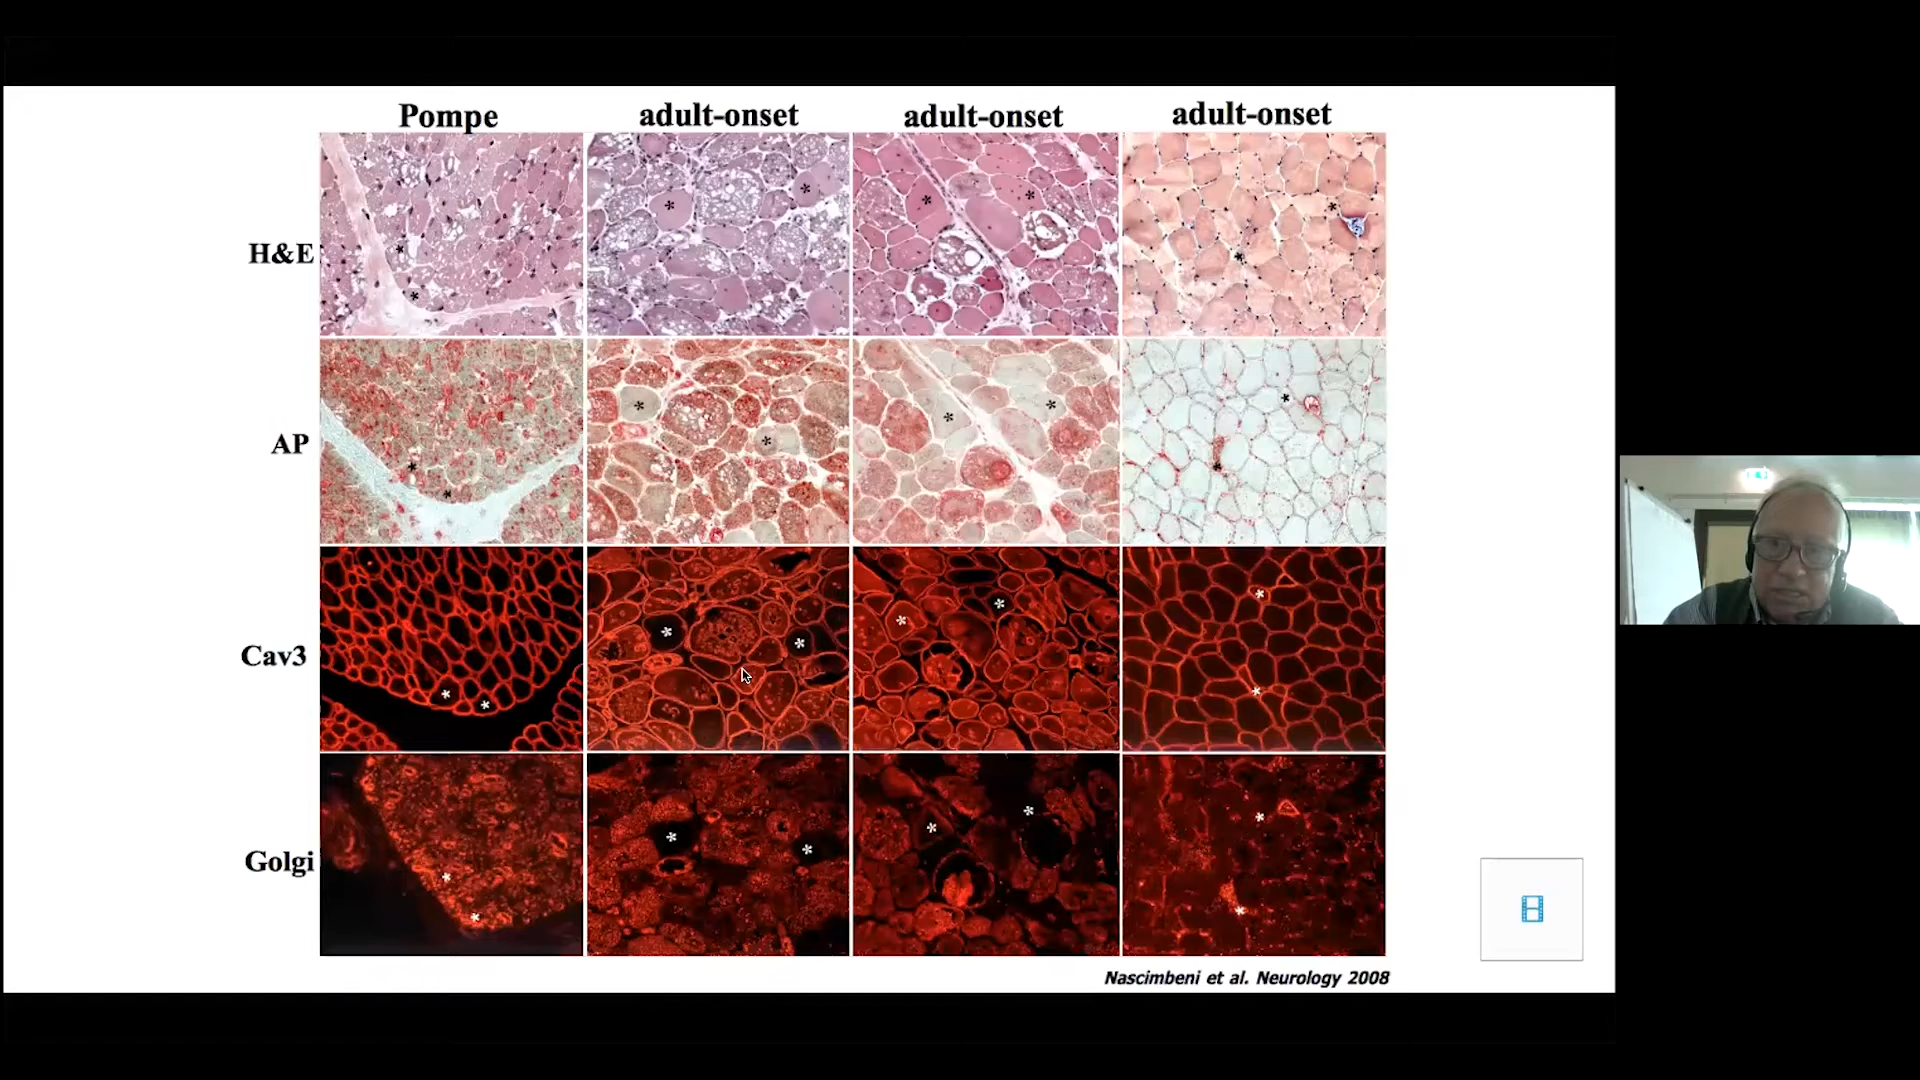 Pompe adult-onset adult-onset adult-onset
H&E
AP
Cav3
Golgi
Nascimbeni et al. Neurology 2008